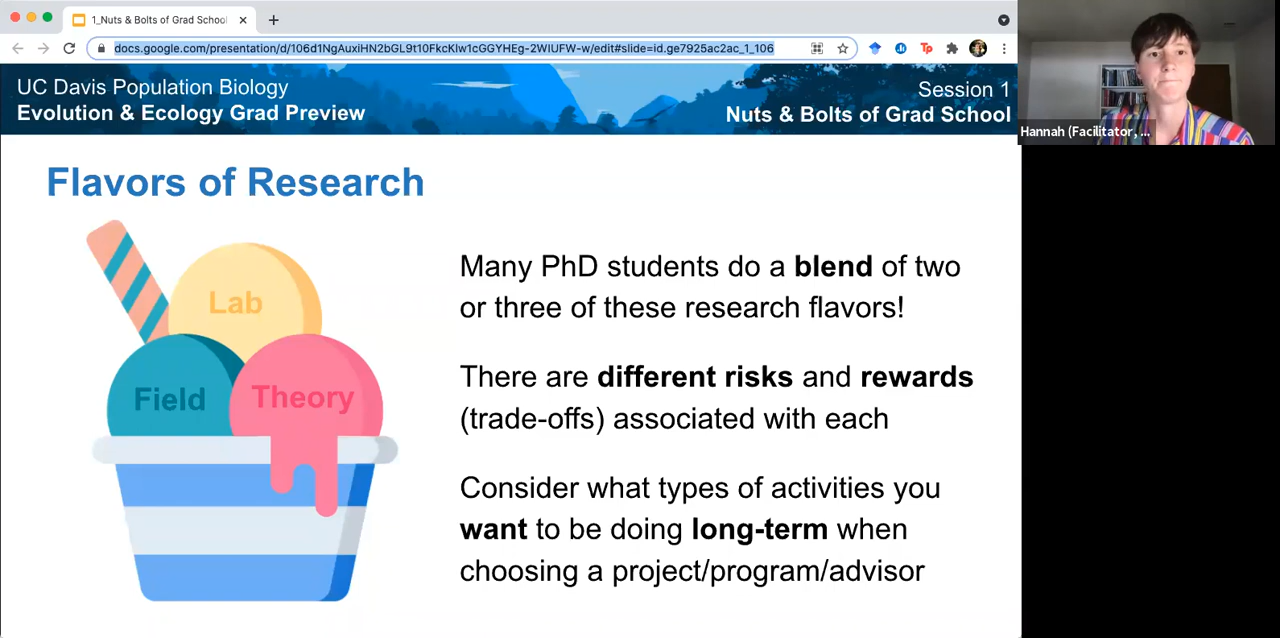 1_Nuts & Bolts of Grad School
docs.google.com/presentation/d/106d1NgAuxiHN2bGL9t10FkcKlw1cGGYHEg-2WIUFW-w/edit#slide=id.ge7925ac2ac_1_106
Tp
UC Davis Population Biology
Evolution & Ecology Grad Preview
Session 1
Nuts & Bolts of Grad School
Hannah (Facilitator, ...
Flavors of Research
Lab
Field
Theory
Many PhD students do a blend of two
or three of these research flavors!
There are different risks and rewards
(trade-offs) associated with each
Consider what types of activities you
want to be doing long-term when
choosing a project/program/advisor